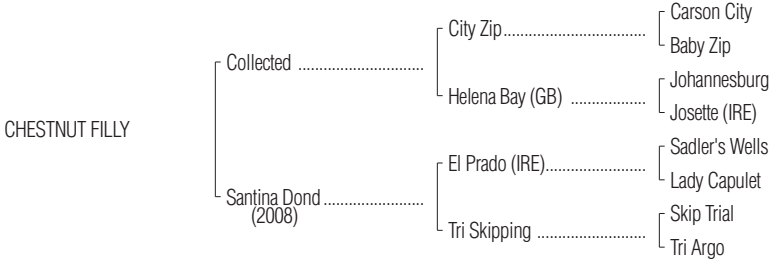 Carson City
City Zip
Baby Zip
Collected
Johannesburg
Helena Bay (GB)
Josette (IRE)
CHESTNUT FILLY
Sadler's Wells
El Prado (IRE)
Lady Capulet
Santina Dond
(2008)
Skip Trial
Tri Skipping
Tri Argo